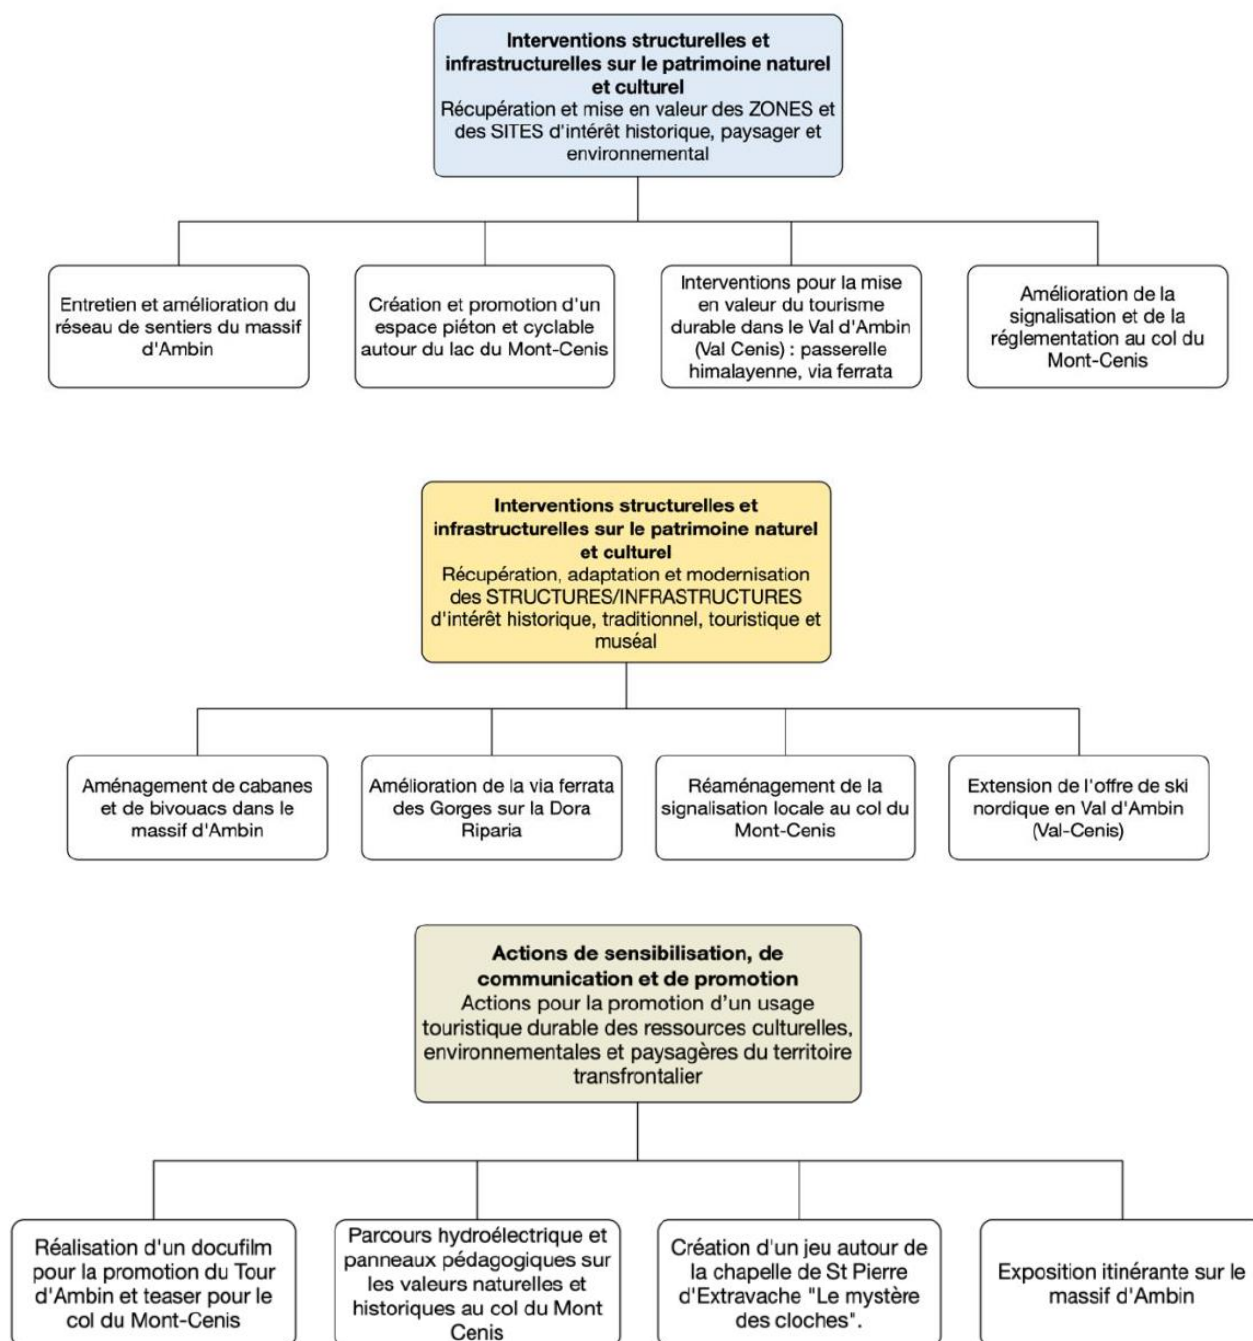 Interventions structurelles et
infrastructurelles sur le patrimoine naturel
et culturel
Récupération et mise en valeur des ZONES et
des SITES d'intérêt historique, paysager et
environnemental
Entretien et amélioration du
réseau de sentiers du massif
d'Ambin
Création et promotion d'un
espace piéton et cyclable
autour du lac du Mont-Cenis
Interventions pour la mise
en valeur du tourisme
durable dans le Val d'Ambin
(Val Cenis) : passerelle
himalayenne, via ferrata
Amélioration de la
signalisation et de la
réglementation au col du
Mont-Cenis
Interventions structurelles et
infrastructurelles sur le patrimoine naturel
et culturel
Récupération, adaptation et modernisation
des STRUCTURES/INFRASTRUCTURES
d'intérêt historique, traditionnel, touristique et
muséal
Aménagement de cabanes
et de bivouacs dans le
massif d'Ambin
Amélioration de la via ferrata
des Gorges sur la Dora
Riparia
Réaménagement de la
signalisation locale au col du
Mont-Cenis
Extension de l'offre de ski
nordique en Val d'Ambin
(Val-Cenis)
Actions de sensibilisation, de
communication et de promotion
Actions pour la promotion d'un usage
touristique durable des ressources culturelles,
environnementales et paysagères du territoire
transfrontalier
Réalisation d'un docufilm
pour la promotion du Tour
d'Ambin et teaser pour le
col du Mont-Cenis
Parcours hydroélectrique et
panneaux pédagogiques sur
les valeurs naturelles et
historiques au col du Mont
Cenis
Création d'un jeu autour de
la chapelle de St Pierre
d'Extravache "Le mystère
des cloches".
Exposition itinérante sur le
massif d'Ambin